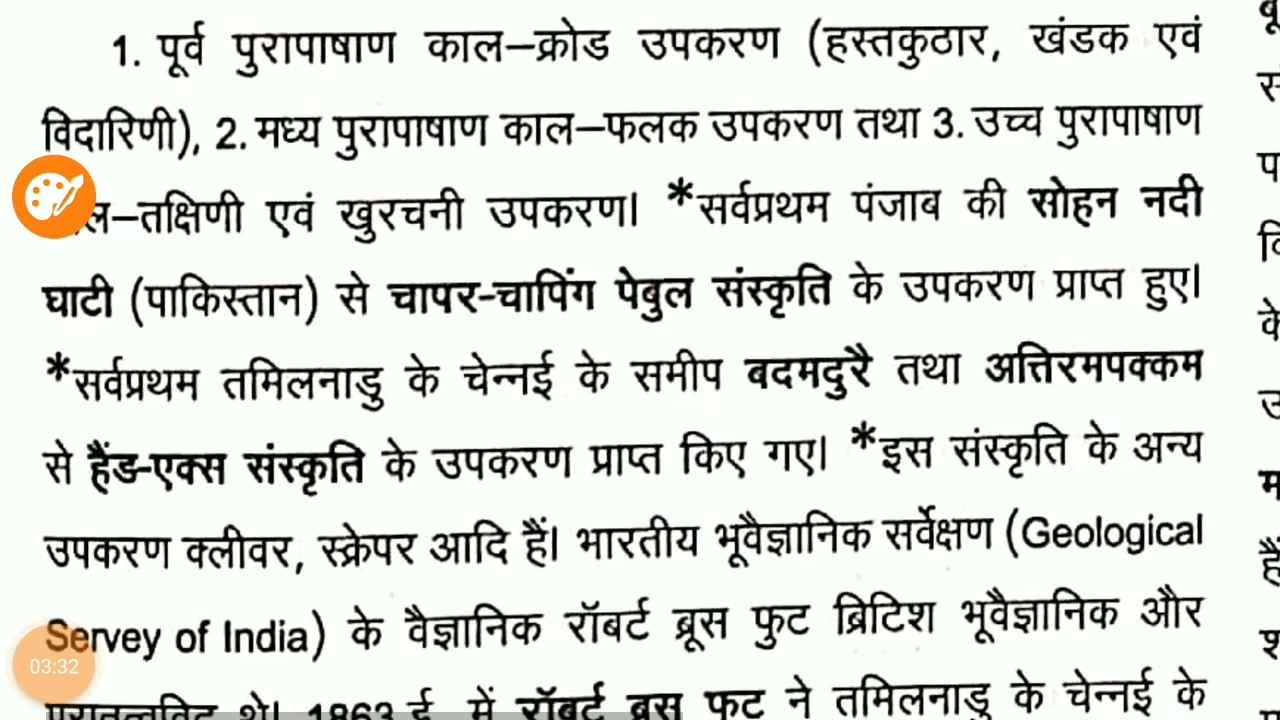 1. पूर्व पुरापाषाण काल–क्रोड उपकरण (हस्तकुठार, खंडक एवं
विदारिणी), 2. मध्य पुरापाषाण काल–फलक उपकरण तथा 3. उच्च पुरापाषाण
–तक्षिणी एवं खुरचनी उपकरण। *सर्वप्रथम पंजाब की सोहन नदी
घाटी (पाकिस्तान) से चापर-चापिंग पेबुल संस्कृति के उपकरण प्राप्त हुए।
*सर्वप्रथम तमिलनाडु के चेन्नई के समीप बदमदुरै तथा अत्तिरमपक्कम
से हैंड-एक्स संस्कृति के उपकरण प्राप्त किए गए। *इस संस्कृति के अन्य
उपकरण क्लीवर, स्क्रेपर आदि हैं। भारतीय भूवैज्ञानिक सर्वेक्षण (Geological
Servey of India) के वैज्ञानिक रॉबर्ट ब्रूस फुट ब्रिटिश भूवैज्ञानिक और
थे। 1863 ई. में रॉबर्ट ब्रूस फुट ने तमिलनाडु के चेन्नई के
03:32